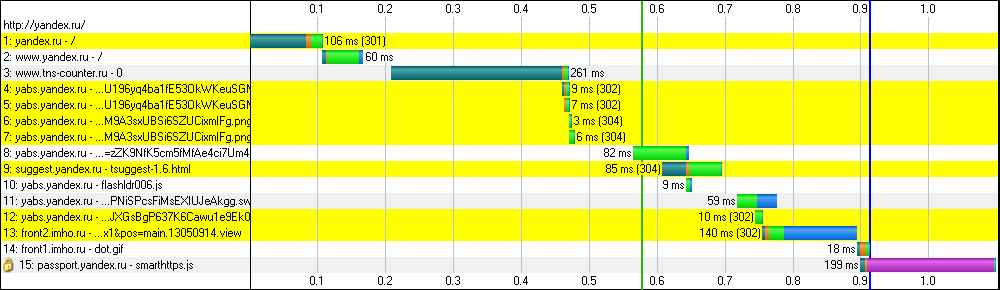 0.1 0.2 0.3 0.4 0.5 0.6 0.7 0.8 0.9 1.0
http://yandex.ru/
1: yandex.ru - / 106 ms (301)
2: www.yandex.ru - / 60 ms
3: www.tns-counter.ru - 0 261 ms
4: yabs.yandex.ru - ...U196yq4ba1fE53OkWKeuSGN 9 ms (302)
5: yabs.yandex.ru - ...U196yq4ba1fE53OkWKeuSGN 7 ms (302)
6: yabs.yandex.ru - ...M9A3sxUBSi6SZUCixmIFg.png 3 ms (304)
7: yabs.yandex.ru - ...M9A3sxUBSi6SZUCixmIFg.png 6 ms (304)
8: yabs.yandex.ru - ...=zZK9NfK5cm5fMfAe4ci7Um4 82 ms
9: suggest.yandex.ru - tsuggest-1.6.html 85 ms (304)
10: yabs.yandex.ru - flashldr006.js 9 ms
11: yabs.yandex.ru - ...PNiSPcsFiMsEXIUJeAkgg.sw 59 ms
12: yabs.yandex.ru - ...JXGsBgP637K6Cawu1e9Ek0 10 ms (302)
13: front2.imho.ru - ...x1&pos=main.13050914.view 140 ms (302)
14: front1.imho.ru - dot.gif 18 ms
15: passport.yandex.ru - smarthttps.js 199 ms
0.1 0.2 0.3 0.4 0.5 0.6 0.7 0.8 0.9 1.0